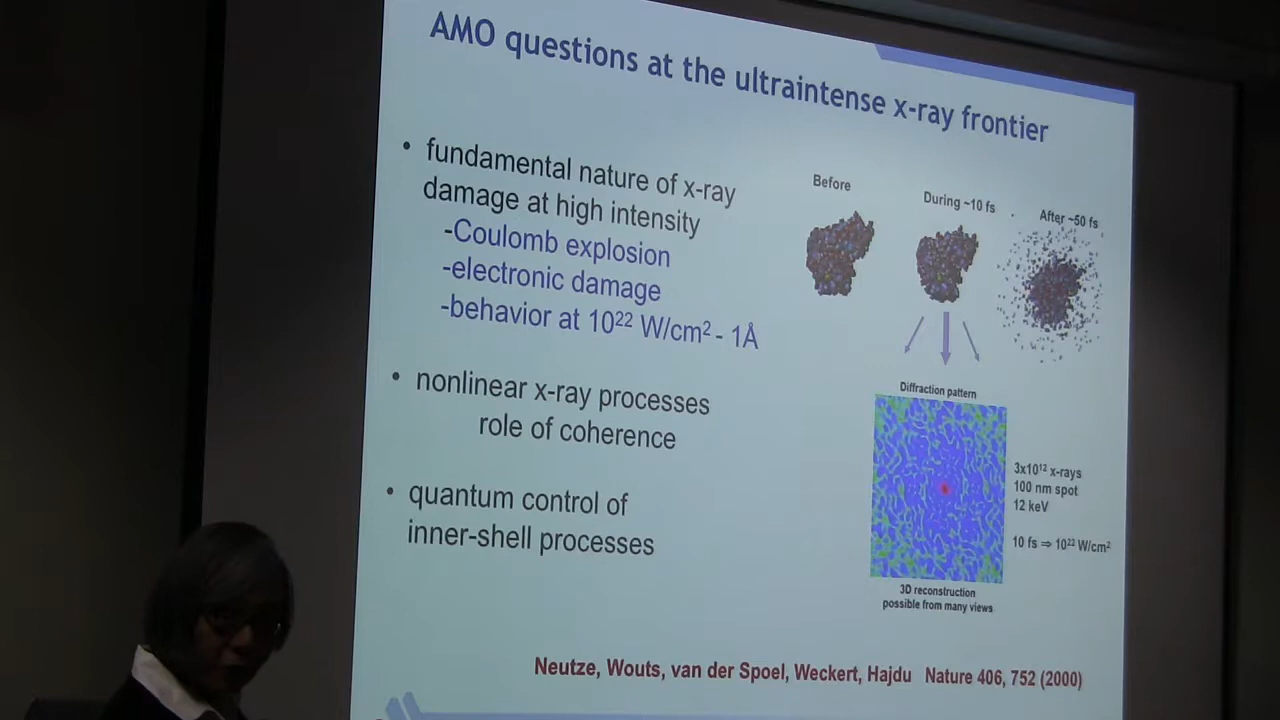 AMO questions at the ultraintense x-ray frontier
• fundamental nature of x-ray
damage at high intensity
-Coulomb explosion
-electronic damage
-behavior at 10²² W/cm² - 1Å
• nonlinear x-ray processes
role of coherence
• quantum control of
inner-shell processes
Before
During ~10 fs
After ~50 fs
Diffraction pattern
3x10¹² x-rays
100 nm spot
12 keV
10 fs ⇒ 10²² W/cm²
3D reconstruction
possible from many views
Neutze, Wouts, van der Spoel, Weckert, Hajdu Nature 406, 752 (2000)